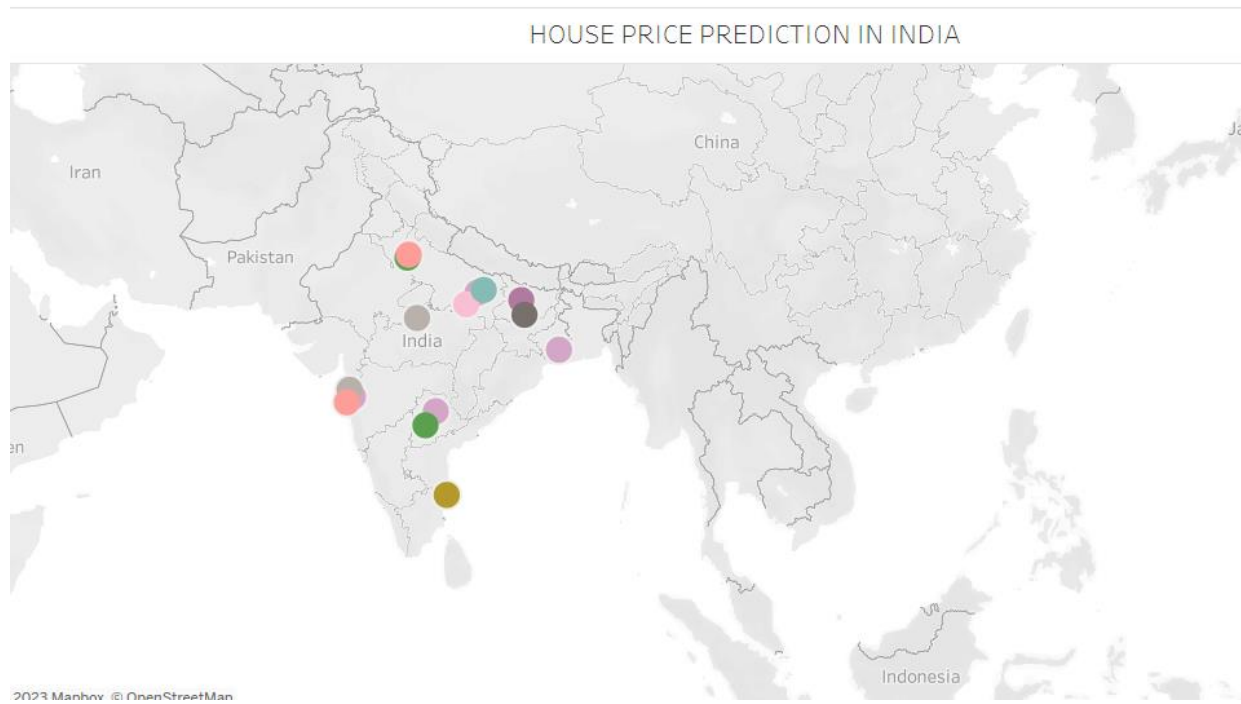 HOUSE PRICE PREDICTION IN INDIA
China
Iran
Pakistan
India
Indonesia
2023 Mapbox © OpenStreetMap